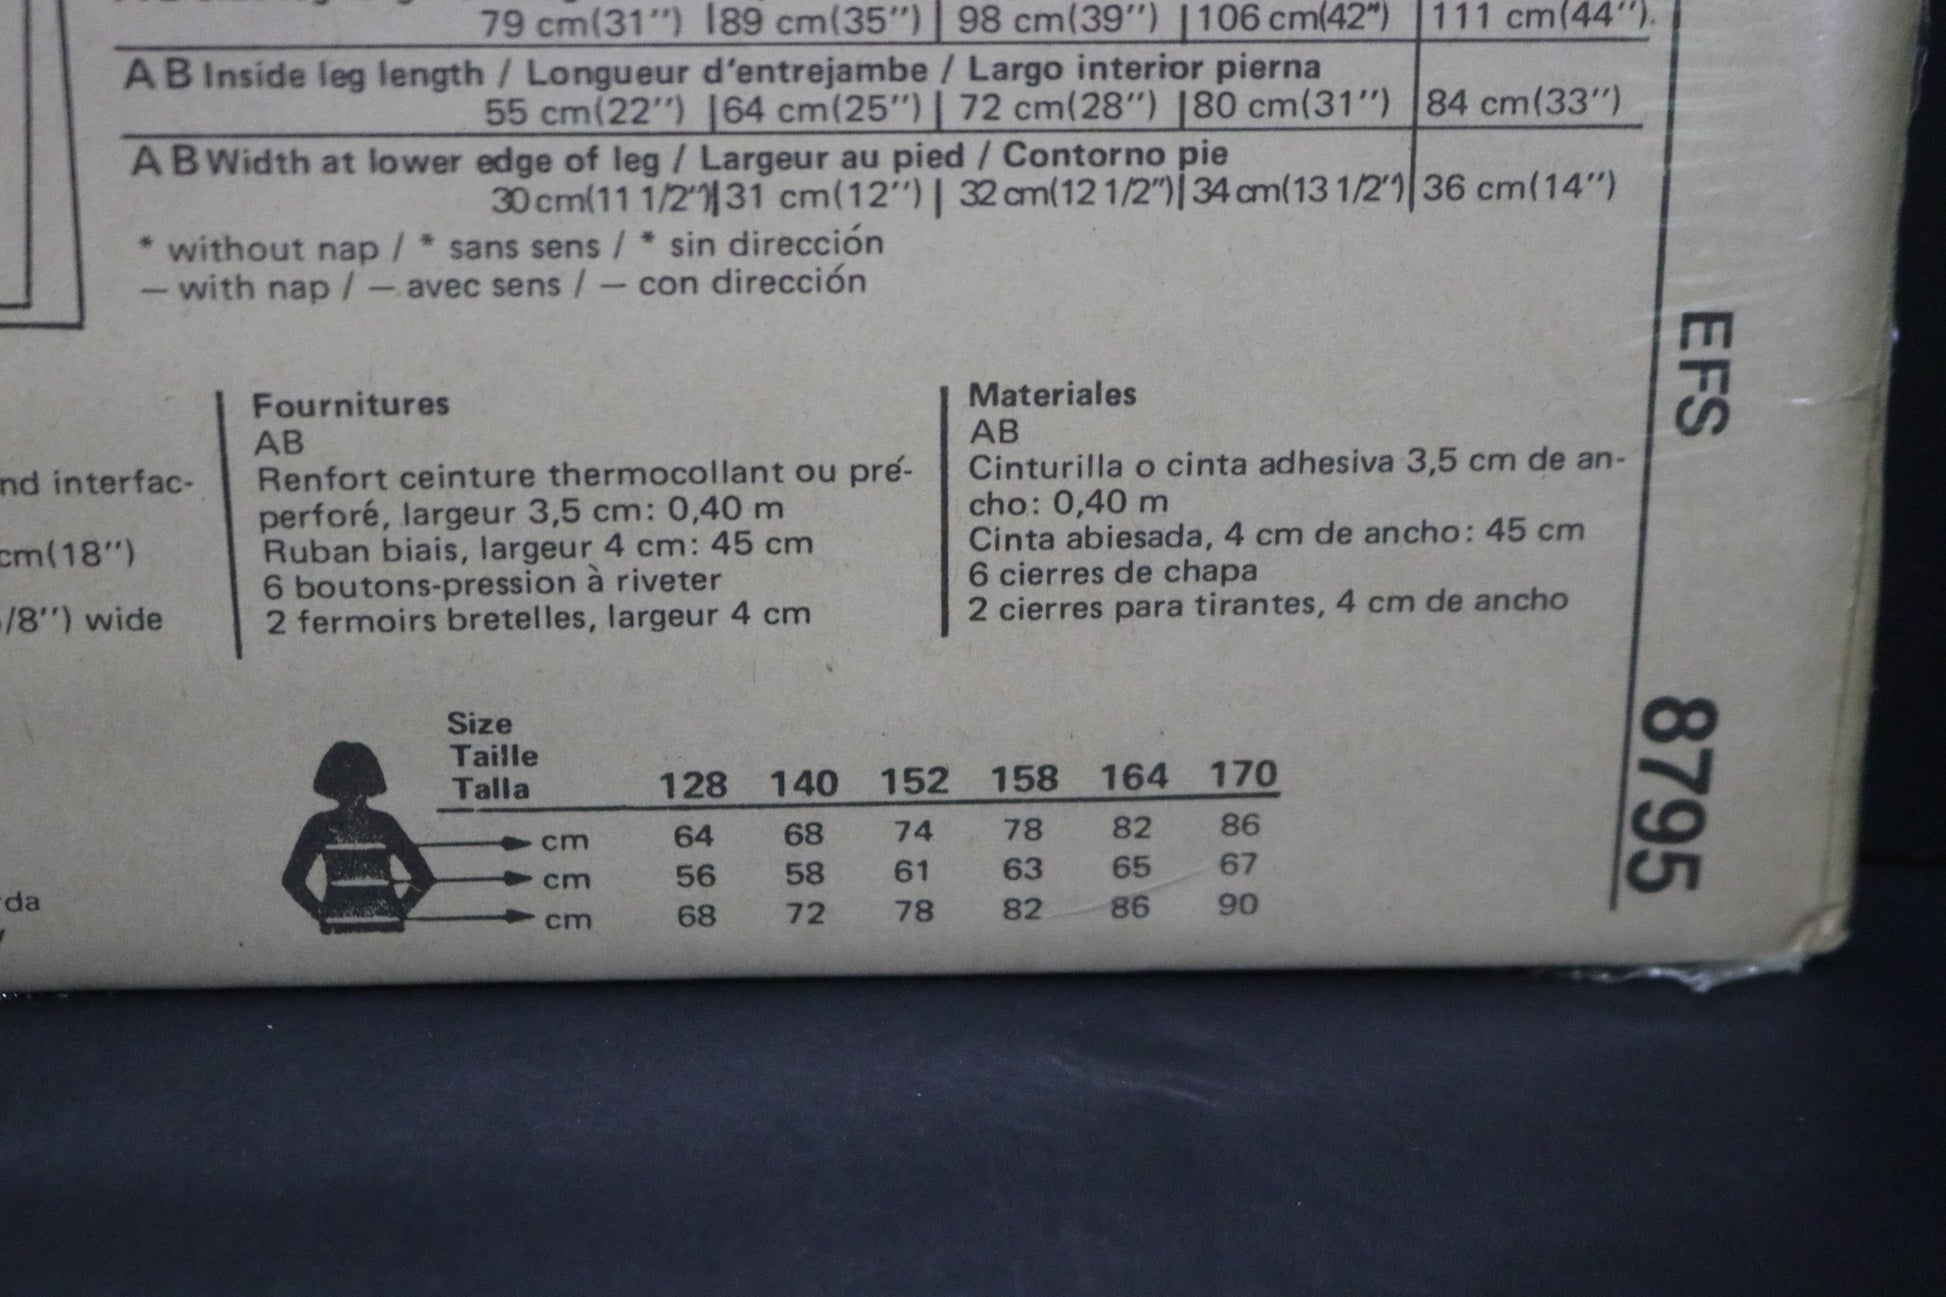 79 cm(31'') | 89 cm(35'') | 98 cm(39'') | 106 cm(42'') | 111 cm(44'').
A B Inside leg length / Longueur d'entrejambe / Largo interior pierna
55 cm(22'') | 64 cm(25'') | 72 cm(28'') | 80 cm(31'') | 84 cm(33'')
A B Width at lower edge of leg / Largeur au pied / Contorno pie
30 cm(11 1/2'') | 31 cm(12'') | 32 cm(12 1/2'') | 34 cm(13 1/2'') | 36 cm(14'')
* without nap / * sans sens / * sin dirección
— with nap / — avec sens / — con dirección
nd interfac-
cm(18'')
/8'') wide
Fournitures
AB
Renfort ceinture thermocollant ou pré-
perforé, largeur 3,5 cm: 0,40 m
Ruban biais, largeur 4 cm: 45 cm
6 boutons-pression à riveter
2 fermoirs bretelles, largeur 4 cm
Materiales
AB
Cinturilla o cinta adhesiva 3,5 cm de an-
cho: 0,40 m
Cinta abiesada, 4 cm de ancho: 45 cm
6 cierres de chapa
2 cierres para tirantes, 4 cm de ancho
Size
Taille
Talla 128 140 152 158 164 170
cm 64 68 74 78 82 86
cm 56 58 61 63 65 67
cm 68 72 78 82 86 90
da
EFS
8795